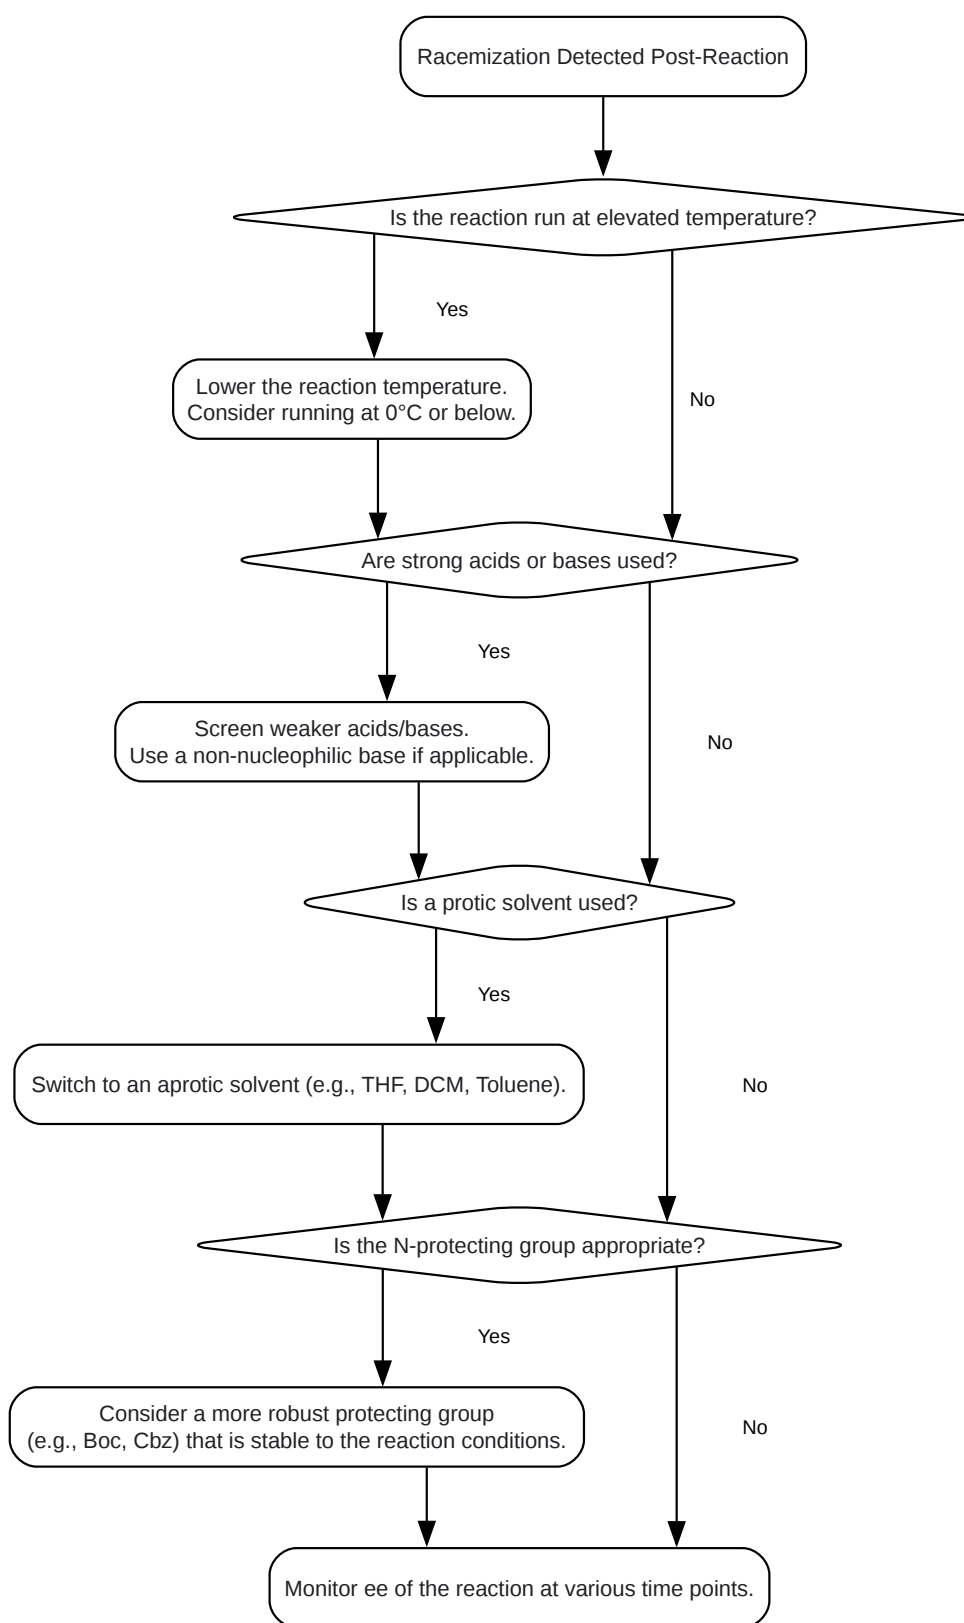 Racemization Detected Post-Reaction
Is the reaction run at elevated temperature?
Yes
Lower the reaction temperature.
Consider running at 0°C or below.
No
Are strong acids or bases used?
Yes
Screen weaker acids/bases.
Use a non-nucleophilic base if applicable.
No
Is a protic solvent used?
Yes
Switch to an aprotic solvent (e.g., THF, DCM, Toluene).
No
Is the N-protecting group appropriate?
Yes
Consider a more robust protecting group
(e.g., Boc, Cbz) that is stable to the reaction conditions.
No
Monitor ee of the reaction at various time points.